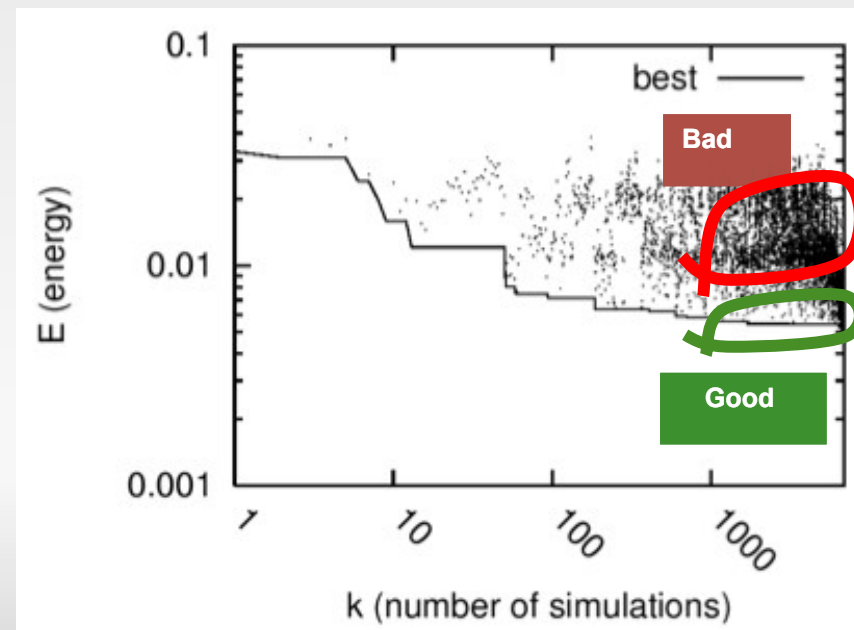 0.1
best
Bad
E (energy)
0.01
Good
0.001
1
10
100
1000
k (number of simulations)